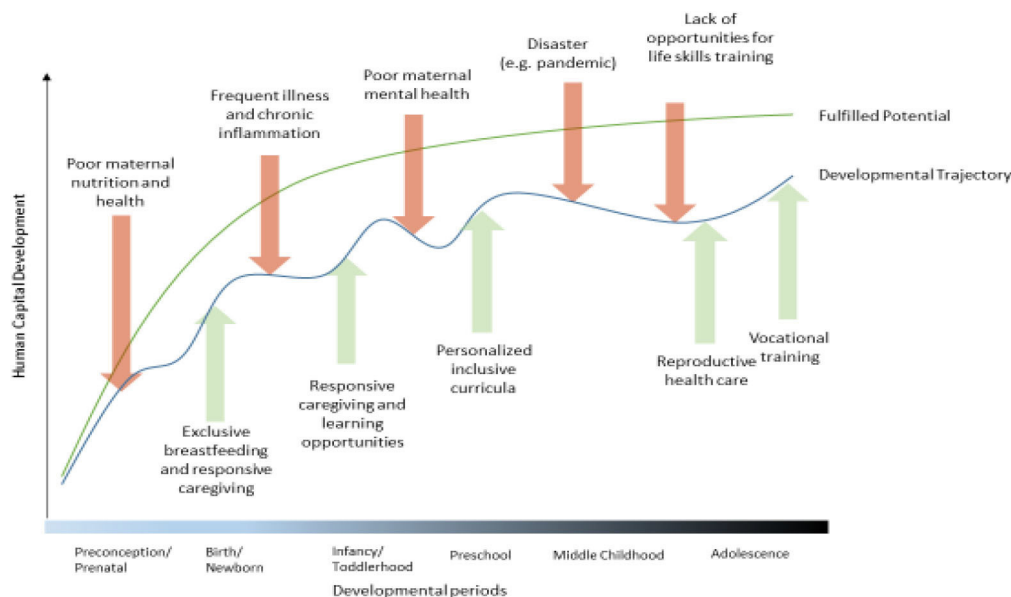 Lack of
opportunities for
life skills training
Disaster
(e.g. pandemic)
Poor maternal
mental health
Frequent illness
and chronic
inflammation
Poor maternal
nutrition and
health
Fulfilled Potential
Developmental Trajectory
Human Capital Development
Exclusive
breastfeeding
and responsive
caregiving
Responsive
caregiving and
learning
opportunities
Personalized
inclusive
curricula
Reproductive
health care
Vocational
training
Preconception/
Prenatal
Birth/
Newborn
Infancy/
Toddlerhood
Preschool
Middle Childhood
Adolescence
Developmental periods